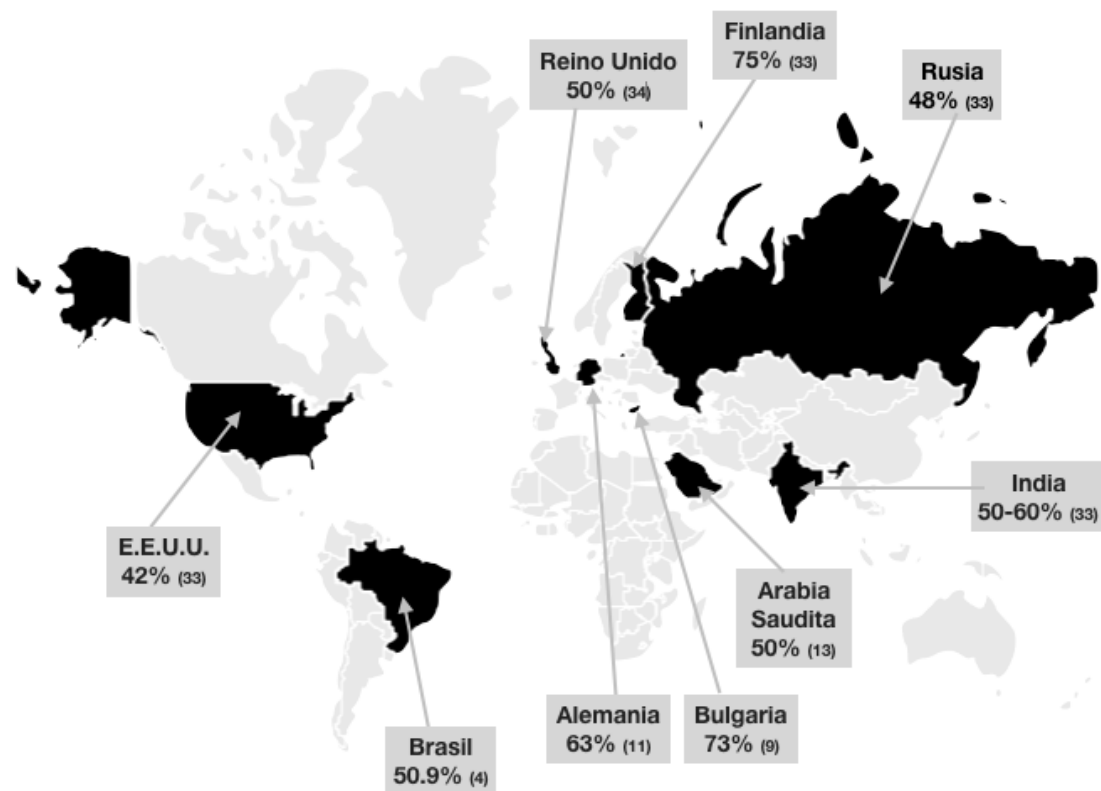 Finlandia
75% (33)
Reino Unido
50% (34)
Rusia
48% (33)
India
50-60% (33)
E.E.U.U.
42% (33)
Arabia
Saudita
50% (13)
Alemania
63% (11)
Bulgaria
73% (9)
Brasil
50.9% (4)